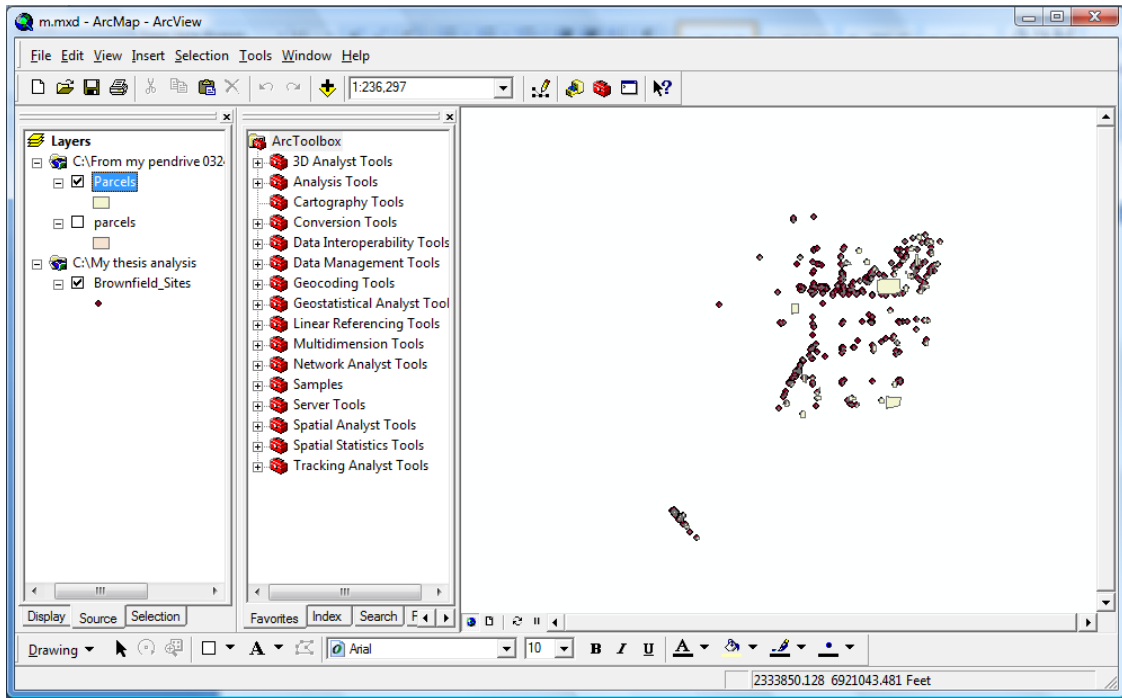 m.mxd - ArcMap - ArcView
File Edit View Insert Selection Tools Window Help
1:236,297
Layers
C:\From my pendrive 032
Parcels
parcels
C:\My thesis analysis
Brownfield_Sites
Display Source Selection
ArcToolbox
3D Analyst Tools
Analysis Tools
Cartography Tools
Conversion Tools
Data Interoperability Tools
Data Management Tools
Geocoding Tools
Geostatistical Analyst Tool
Linear Referencing Tools
Multidimension Tools
Network Analyst Tools
Samples
Server Tools
Spatial Analyst Tools
Spatial Statistics Tools
Tracking Analyst Tools
Favorites Index Search
Drawing A Arial 10 B I U A
2333850.128 6921043.481 Feet